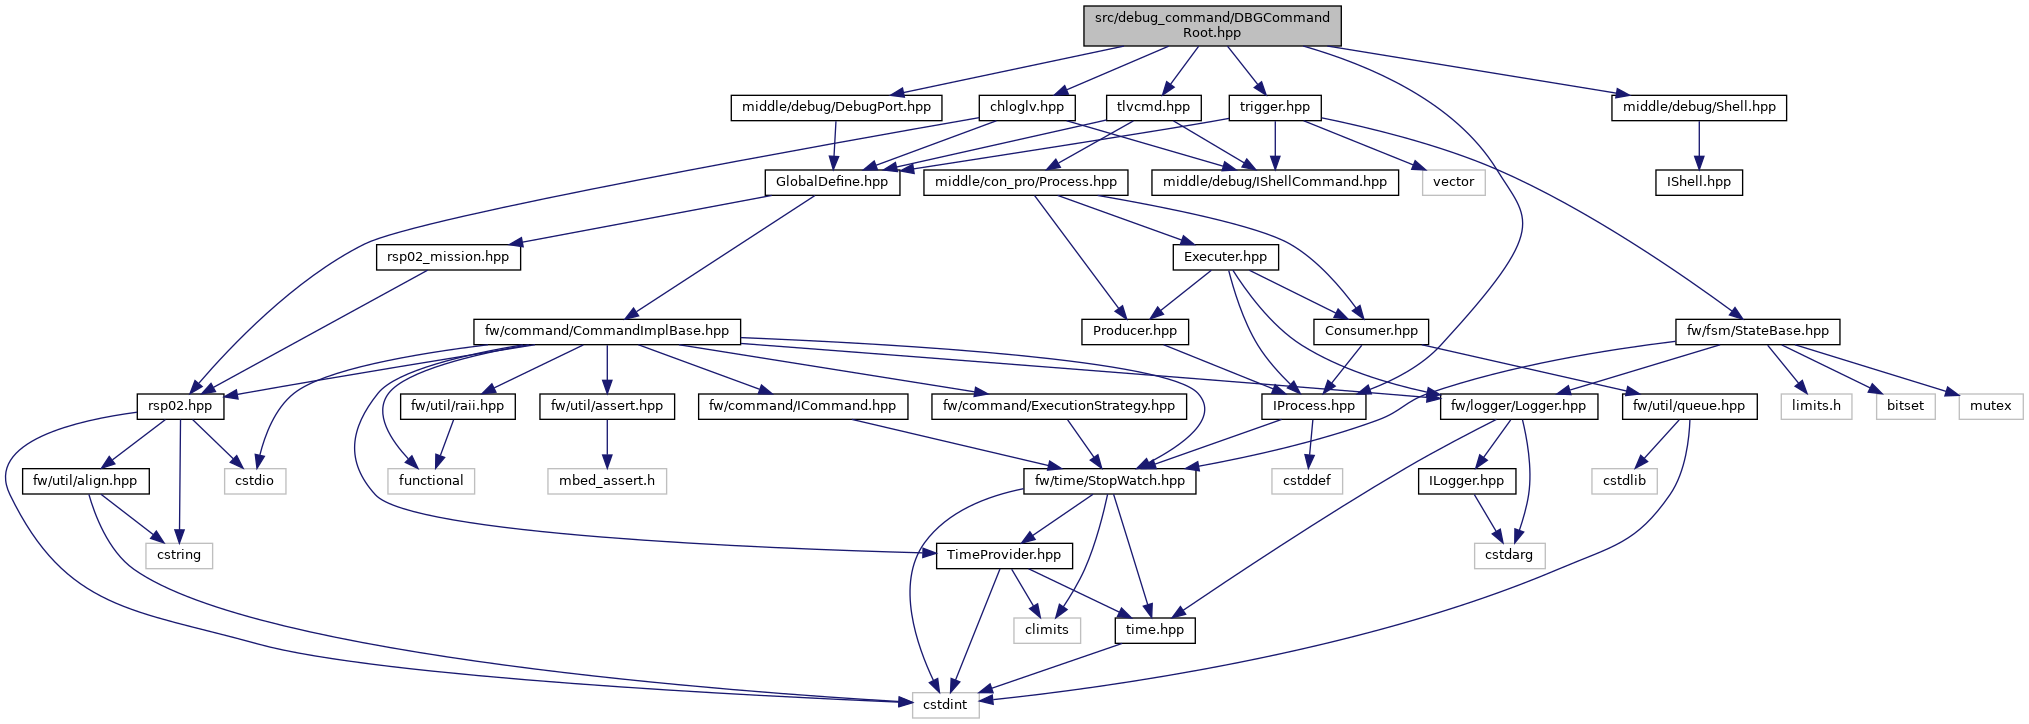 src/debug_command/DBGCommand
Root.hpp
middle/debug/DebugPort.hpp
chloglv.hpp
tlvcmd.hpp
trigger.hpp
middle/debug/Shell.hpp
GlobalDefine.hpp
middle/con_pro/Process.hpp
middle/debug/IShellCommand.hpp
vector
IShell.hpp
rsp02_mission.hpp
Executer.hpp
fw/command/CommandImplBase.hpp
Producer.hpp
Consumer.hpp
fw/fsm/StateBase.hpp
rsp02.hpp
fw/util/raii.hpp
fw/util/assert.hpp
fw/command/ICommand.hpp
fw/command/ExecutionStrategy.hpp
IProcess.hpp
fw/logger/Logger.hpp
fw/util/queue.hpp
limits.h
bitset
mutex
fw/util/align.hpp
cstdio
functional
mbed_assert.h
fw/time/StopWatch.hpp
cstddef
ILogger.hpp
cstdlib
cstring
TimeProvider.hpp
cstdarg
climits
time.hpp
cstdint